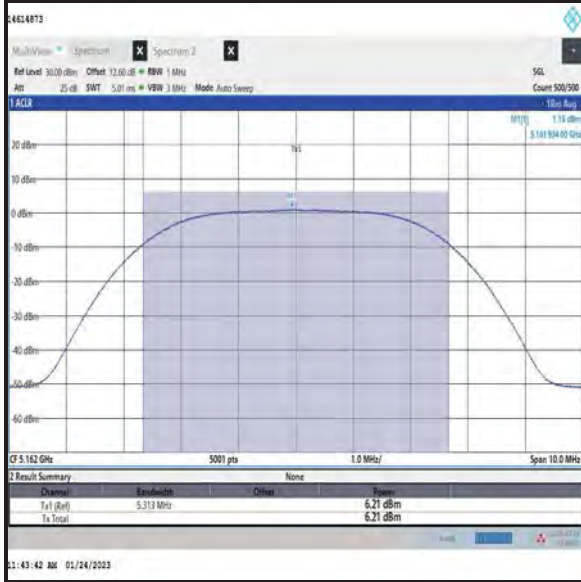 14614873
MultiView Spectrum X Spectrum 2 X
Ref Level 30.00 dBm Offset 12.60 dB RBW 1 MHz SGL
Att 25 dB SWT 5.01 ms VBW 3 MHz Mode Auto Sweep Count 500/500
1 ACLR 1Rm Avg
M1[1] 1.16 dBm
20 dBm
10 dBm
0 dBm
-10 dBm
-20 dBm
-30 dBm
-40 dBm
-50 dBm
-60 dBm
CF 5.162 GHz 5001 pts 1.0 MHz/ Span 10.0 MHz
2 Result Summary None
Channel Bandwidth Offset Power
Tx1 (Ref) 5.313 MHz 6.21 dBm
Tx Total 6.21 dBm
11:43:42 AM 01/24/2023